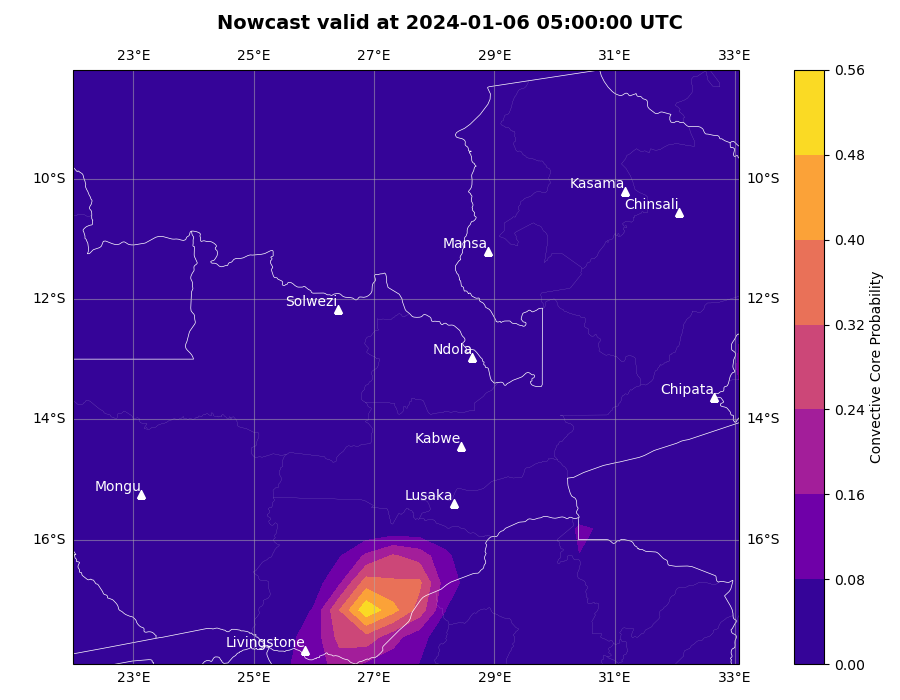 Nowcast valid at 2024-01-06 05:00:00 UTC
23°E 25°E 27°E 29°E 31°E 33°E
0.56
0.48
10°S Kasama 10°S
Chinsali
0.40
Mansa
12°S Solwezi 12°S
0.32
Ndola
Chipata
0.24
14°S 14°S
Kabwe
Convective Core Probability
Mongu
Lusaka
0.16
16°S 16°S
0.08
Livingstone
0.00
23°E 25°E 27°E 29°E 31°E 33°E